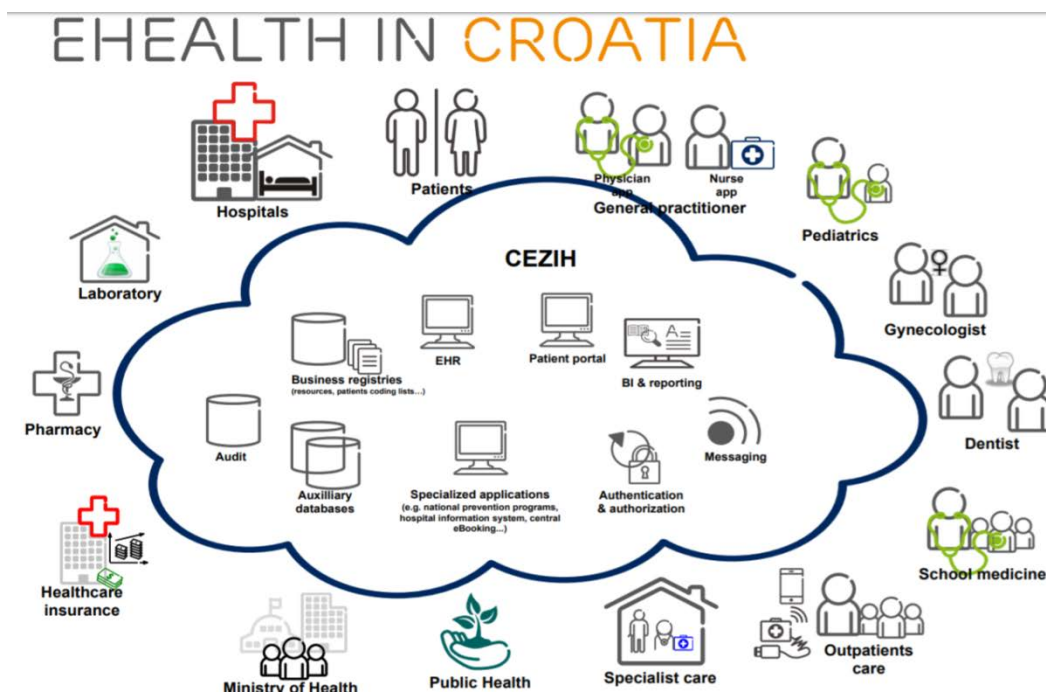 EHEALTH IN CROATIA
Hospitals
Patients
Physician
app
Nurse
app
General practitioner
Pediatrics
Laboratory
Gynecologist
CEZIH
Business registries
(resources, patients coding lists...)
EHR
Patient portal
BI & reporting
Pharmacy
Dentist
Audit
Auxilliary
databases
Specialized applications
(e.g. national prevention programs,
hospital information system, central
eBooking...)
Authentication
& authorization
Messaging
Healthcare
insurance
School medicine
Ministry of Health
Public Health
Specialist care
Outpatients
care